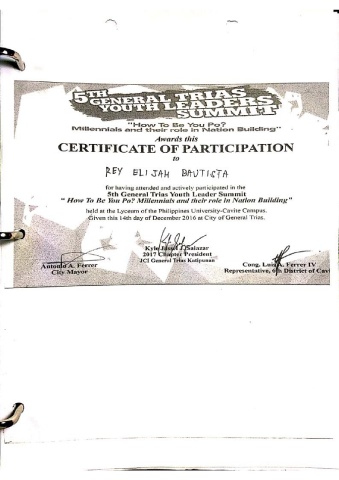 5TH
GENERAL TRIAS
YOUTH LEADERS
SUMMIT
"How To Be You Po?
Millennials and their role in Nation Building"
Awards this
CERTIFICATE OF PARTICIPATION
to
REY ELIJAH BAUTISTA
for having attended and actively participated in the
5th General Trias Youth Leader Summit
" How To Be You Po? Millennials and their role in Nation Building"
held at the Lyceum of the Philippines University-Cavite Campus.
Given this 14th day of December 2016 at City of General Trias.
Antonio A. Ferrer
City Mayor
Kyle J. Salazar
2017 Chapter President
JCI General Trias Katipunan
Cong. Luis A. Ferrer IV
Representative, 6th District of Cavi